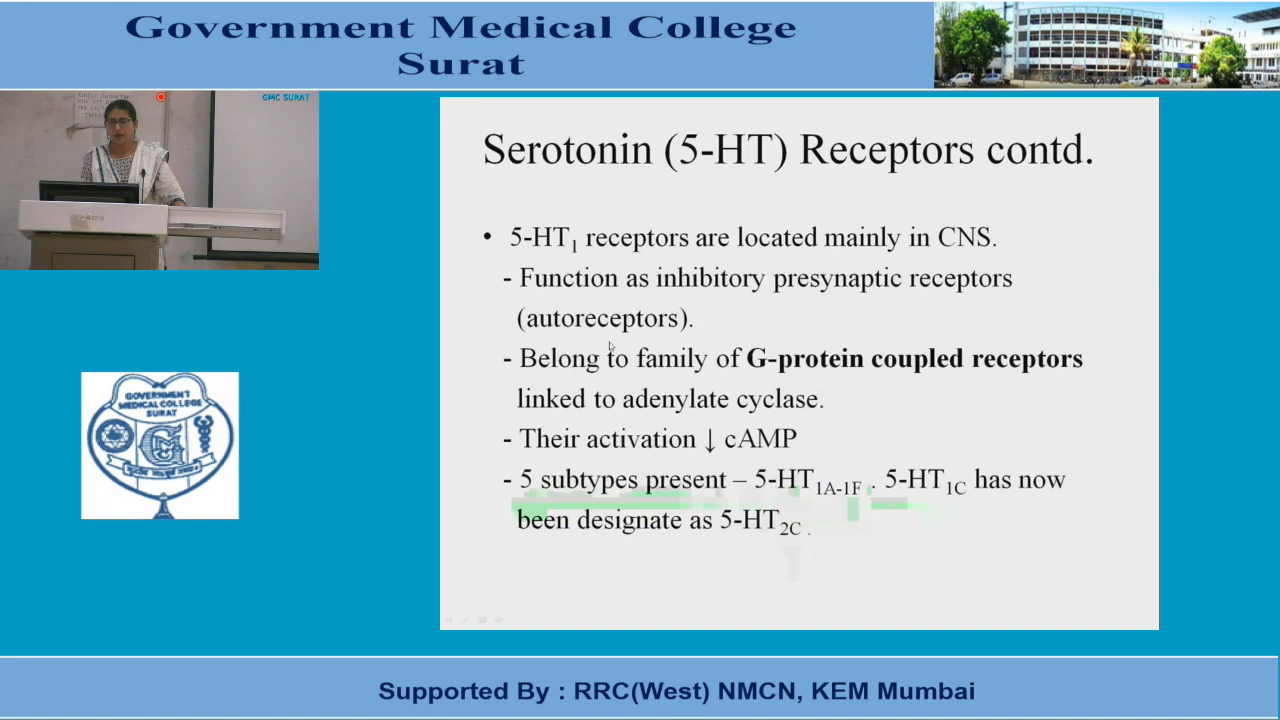 Government Medical College
Surat
GMC SURAT
Serotonin (5-HT) Receptors contd.
• 5-HT1 receptors are located mainly in CNS.
- Function as inhibitory presynaptic receptors
(autoreceptors).
- Belong to family of G-protein coupled receptors
linked to adenylate cyclase.
- Their activation ↓ cAMP
- 5 subtypes present – 5-HT1A-1F . 5-HT1C has now
been designate as 5-HT2C .
GOVERNMENT
MEDICAL COLLEGE
SURAT
Supported By : RRC(West) NMCN, KEM Mumbai